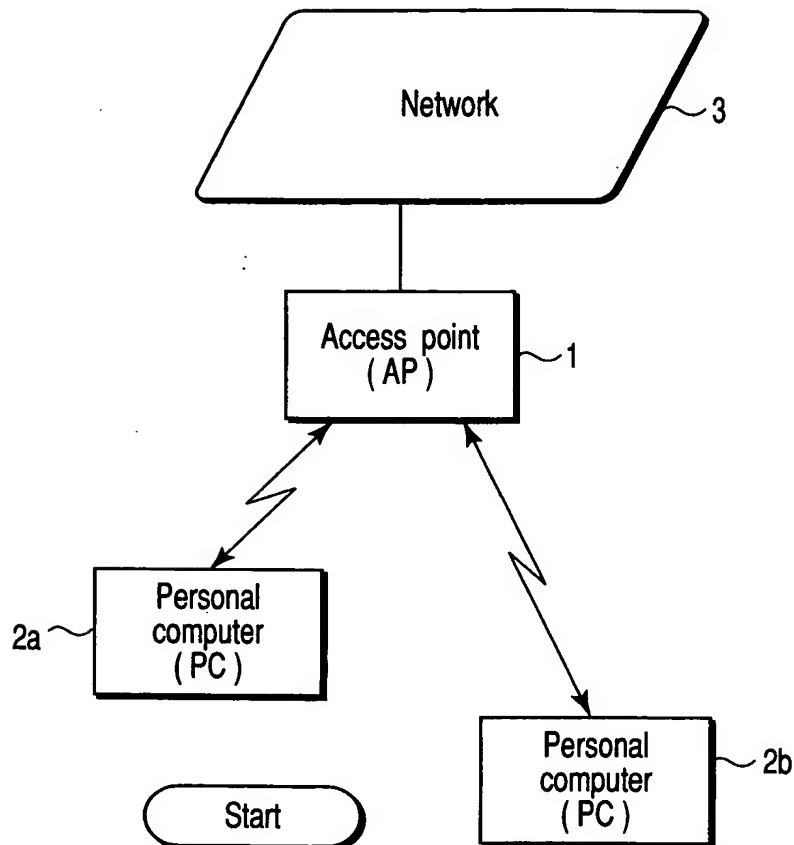 Network
3
Access point
( AP )
1
Personal
computer
( PC )
2a
Personal
computer
( PC )
2b
Start